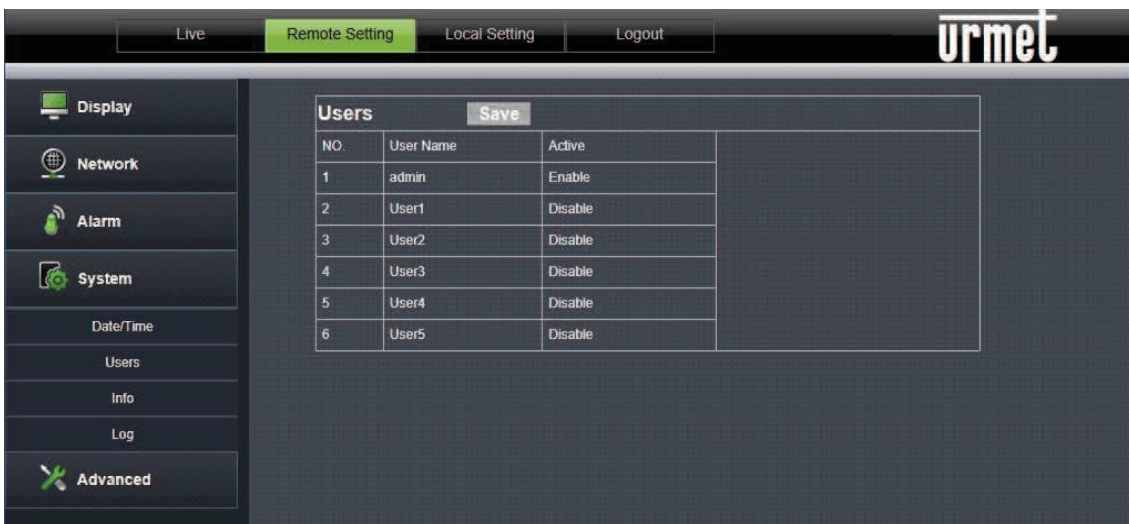 Live Remote Setting Local Setting Logout urmet
Display
Network
Alarm
System
Date/Time
Users
Info
Log
Advanced
Users Save
NO. User Name Active
1 admin Enable
2 User1 Disable
3 User2 Disable
4 User3 Disable
5 User4 Disable
6 User5 Disable